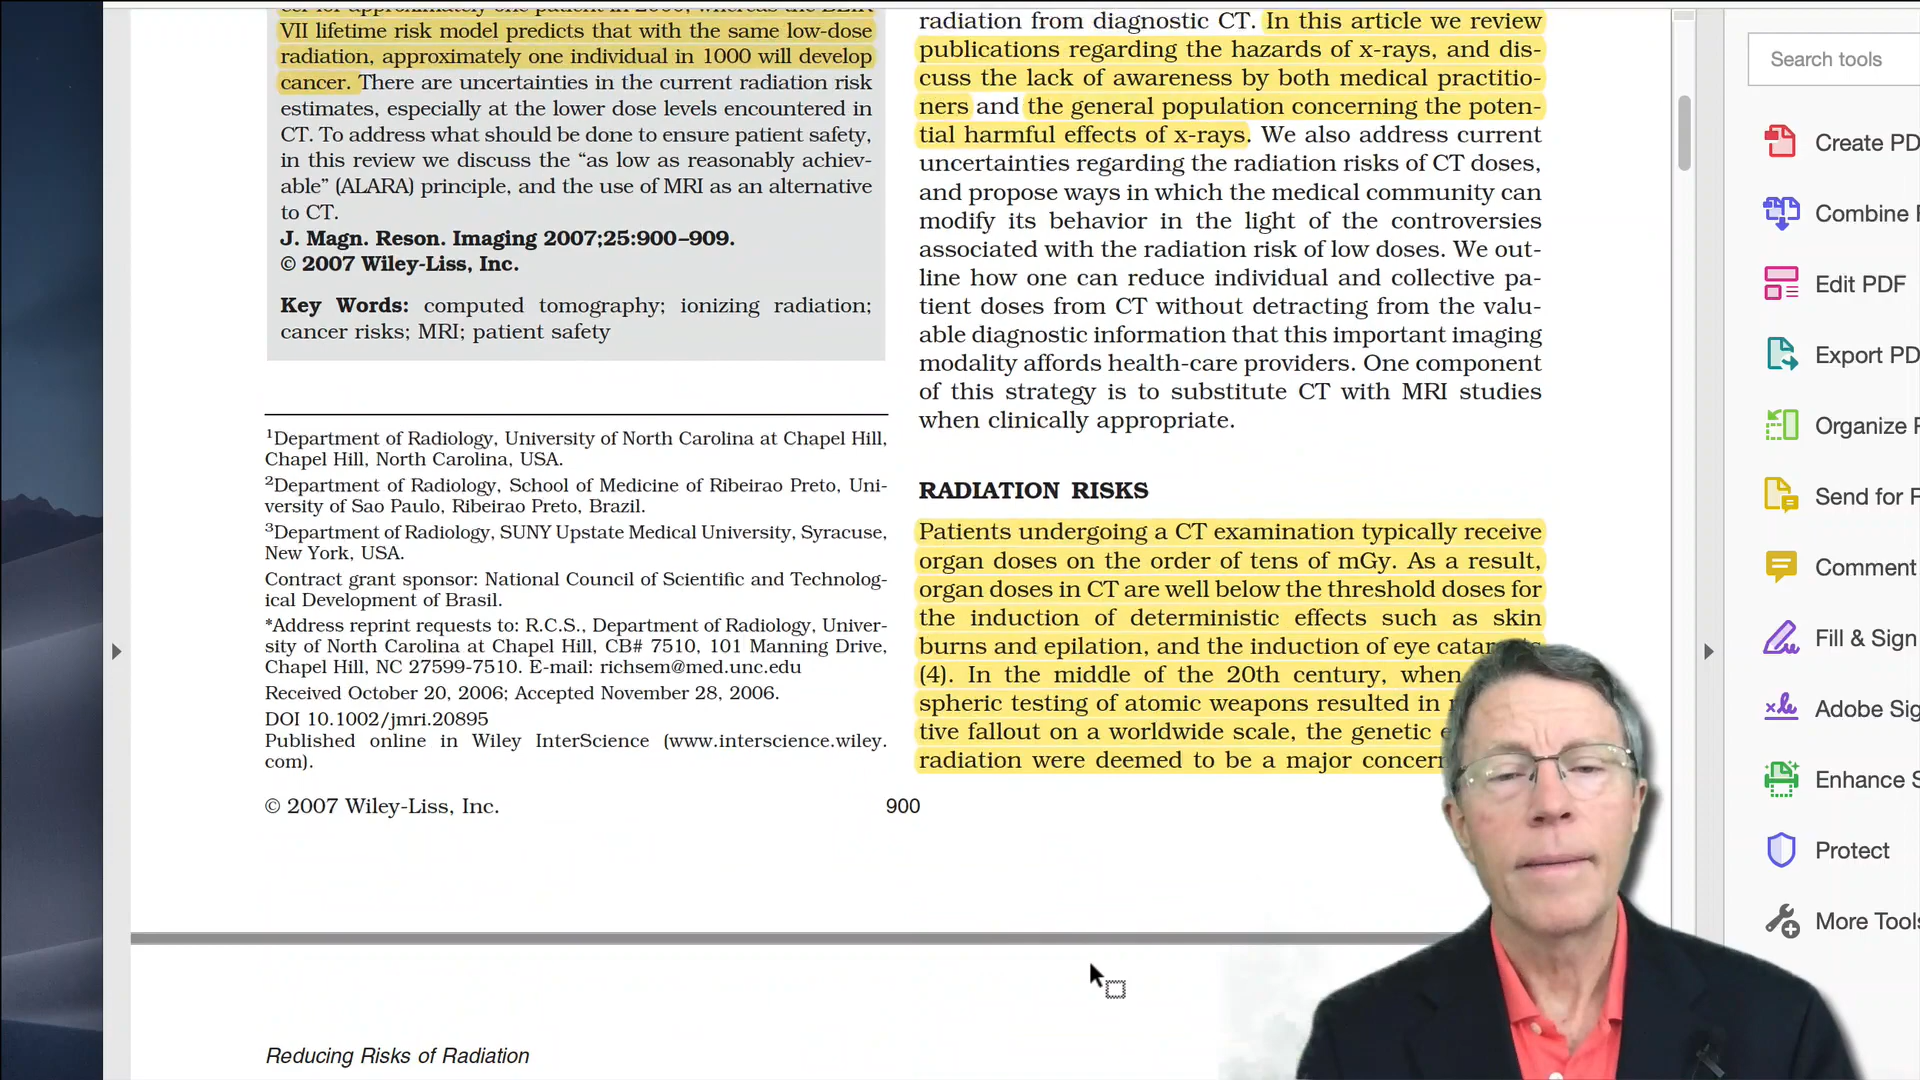 VII lifetime risk model predicts that with the same low-dose
radiation, approximately one individual in 1000 will develop
cancer. There are uncertainties in the current radiation risk
estimates, especially at the lower dose levels encountered in
CT. To address what should be done to ensure patient safety,
in this review we discuss the “as low as reasonably achiev-
able” (ALARA) principle, and the use of MRI as an alternative
to CT.
J. Magn. Reson. Imaging 2007;25:900–909.
© 2007 Wiley-Liss, Inc.
Key Words: computed tomography; ionizing radiation;
cancer risks; MRI; patient safety
1Department of Radiology, University of North Carolina at Chapel Hill,
Chapel Hill, North Carolina, USA.
2Department of Radiology, School of Medicine of Ribeirao Preto, Uni-
versity of Sao Paulo, Ribeirao Preto, Brazil.
3Department of Radiology, SUNY Upstate Medical University, Syracuse,
New York, USA.
Contract grant sponsor: National Council of Scientific and Technolog-
ical Development of Brasil.
*Address reprint requests to: R.C.S., Department of Radiology, Univer-
sity of North Carolina at Chapel Hill, CB# 7510, 101 Manning Drive,
Chapel Hill, NC 27599-7510. E-mail: richsem@med.unc.edu
Received October 20, 2006; Accepted November 28, 2006.
DOI 10.1002/jmri.20895
Published online in Wiley InterScience (www.interscience.wiley.
com).
© 2007 Wiley-Liss, Inc.
900
radiation from diagnostic CT. In this article we review
publications regarding the hazards of x-rays, and dis-
cuss the lack of awareness by both medical practitio-
ners and the general population concerning the poten-
tial harmful effects of x-rays. We also address current
uncertainties regarding the radiation risks of CT doses,
and propose ways in which the medical community can
modify its behavior in the light of the controversies
associated with the radiation risk of low doses. We out-
line how one can reduce individual and collective pa-
tient doses from CT without detracting from the valu-
able diagnostic information that this important imaging
modality affords health-care providers. One component
of this strategy is to substitute CT with MRI studies
when clinically appropriate.
RADIATION RISKS
Patients undergoing a CT examination typically receive
organ doses on the order of tens of mGy. As a result,
organ doses in CT are well below the threshold doses for
the induction of deterministic effects such as skin
burns and epilation, and the induction of eye
(4). In the middle of the 20th century, when
spheric testing of atomic weapons resulted in
tive fallout on a worldwide scale, the genetic
radiation were deemed to be a major concern
Reducing Risks of Radiation
Search tools
Create PD
Combine F
Edit PDF
Export PD
Organize
Send for
Comment
Fill & Sign
Adobe Sig
Enhance S
Protect
More Tools